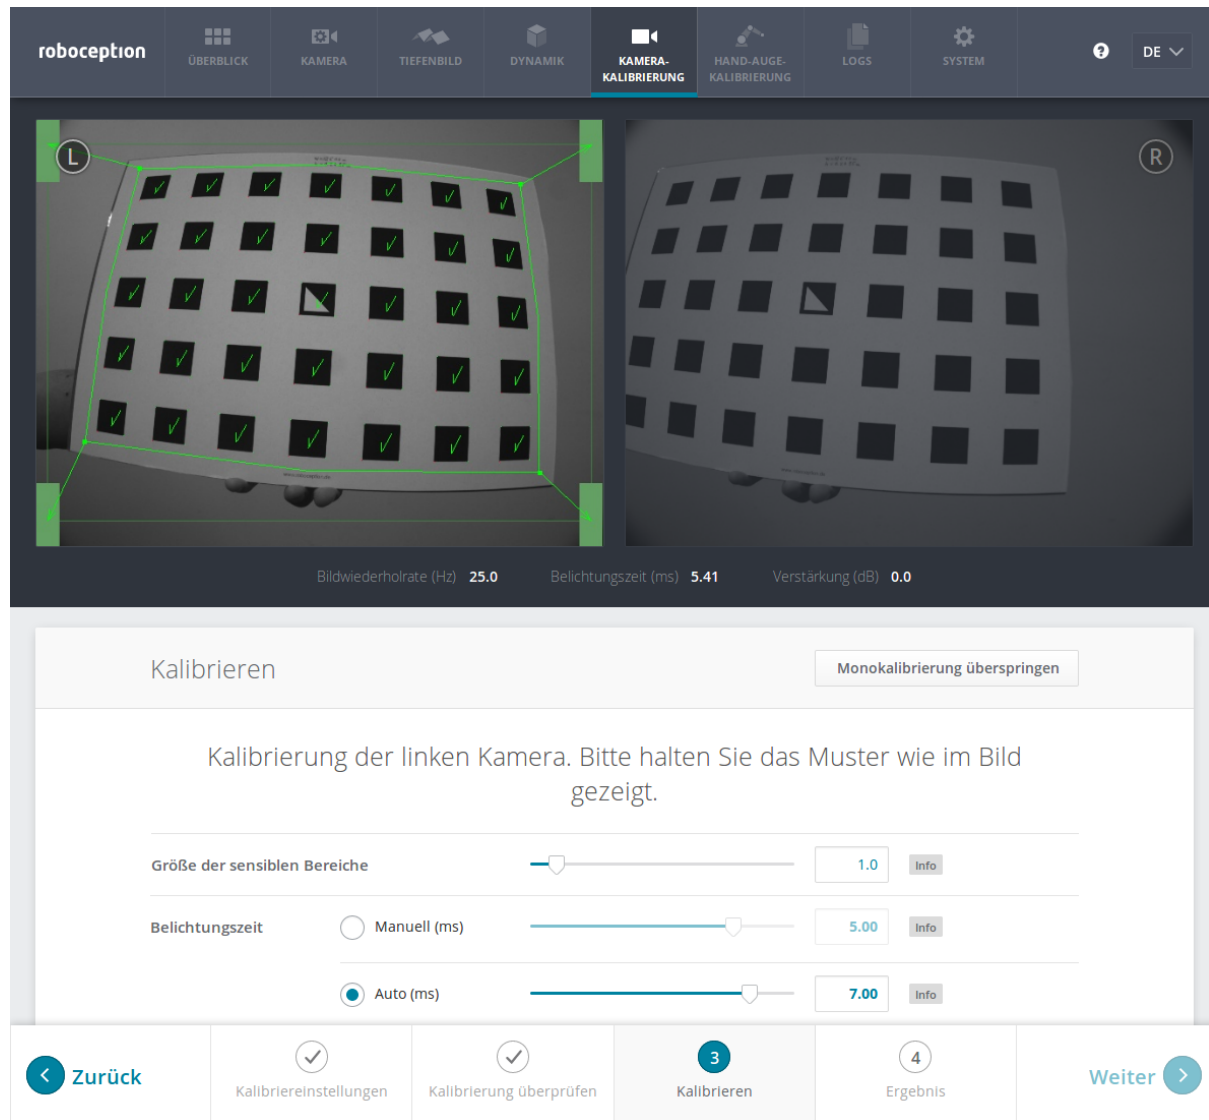 roboception
ÜBERBLICK
KAMERA
TIEFENBILD
DYNAMIK
KAMERA-
KALIBRIERUNG
HAND-AUGE-
KALIBRIERUNG
LOGS
SYSTEM
?
DE
L
R
Bildwiederholrate (Hz) 25.0 Belichtungszeit (ms) 5.41 Verstärkung (dB) 0.0
Kalibrieren
Monokalibrierung überspringen
Kalibrierung der linken Kamera. Bitte halten Sie das Muster wie im Bild
gezeigt.
Größe der sensiblen Bereiche 1.0 Info
Belichtungszeit Manuell (ms) 5.00 Info
Auto (ms) 7.00 Info
Zurück
Kalibriereinstellungen
Kalibrierung überprüfen
3
Kalibrieren
4
Ergebnis
Weiter